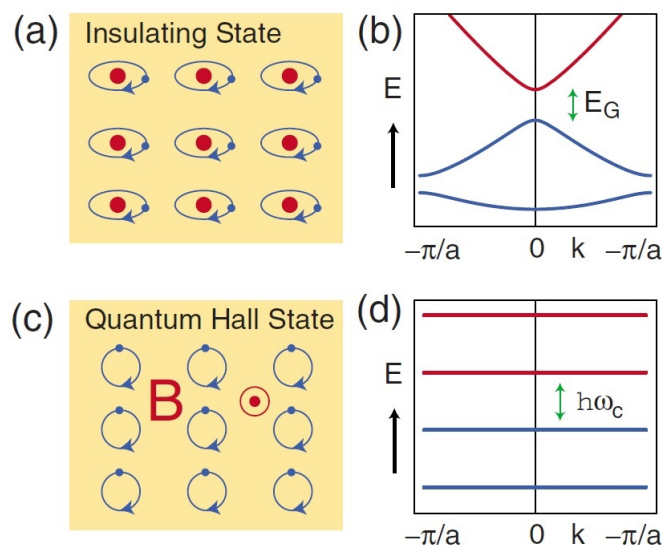 (a)
Insulating State
(b)
E
E_G
−π/a
0
k
−π/a
(c)
Quantum Hall State
B
(d)
E
hω_c
−π/a
0
k
−π/a